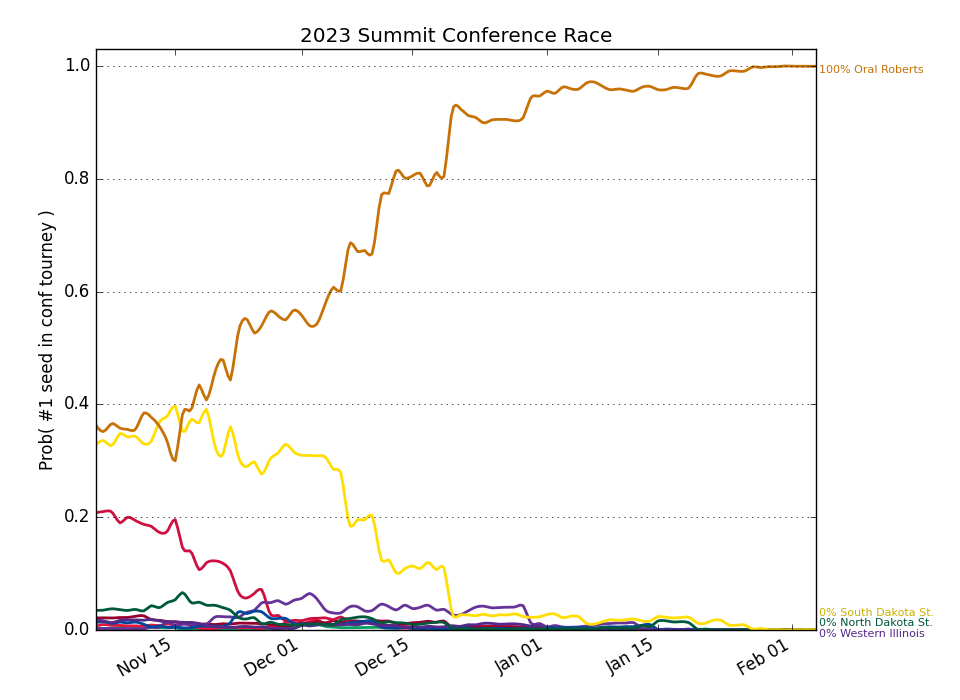 2023 Summit Conference Race
Prob( #1 seed in conf tourney )
1.0
0.8
0.6
0.4
0.2
0.0
Nov 15
Dec 01
Dec 15
Jan 01
Jan 15
Feb 01
100% Oral Roberts
0% South Dakota St.
0% North Dakota St.
0% Western Illinois